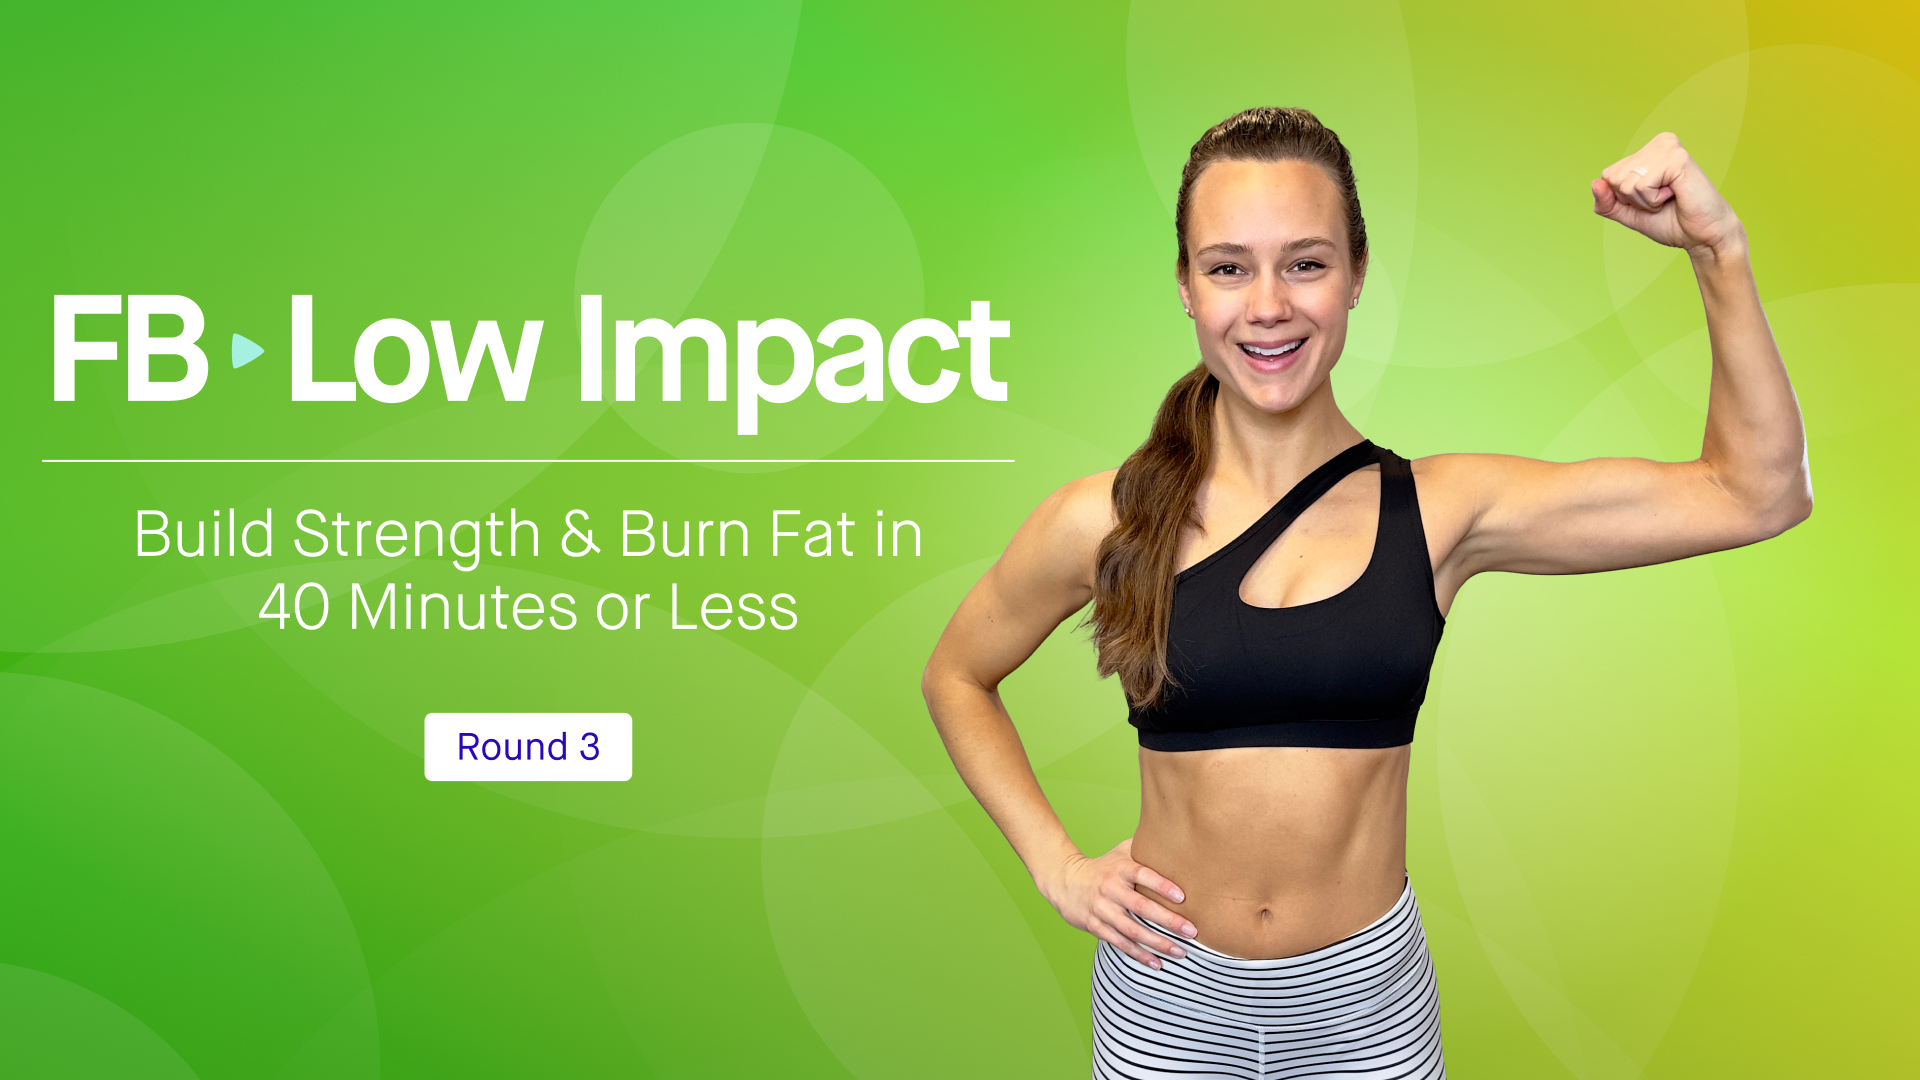 FB Low Impact
Build Strength & Burn Fat in
40 Minutes or Less
Round 3